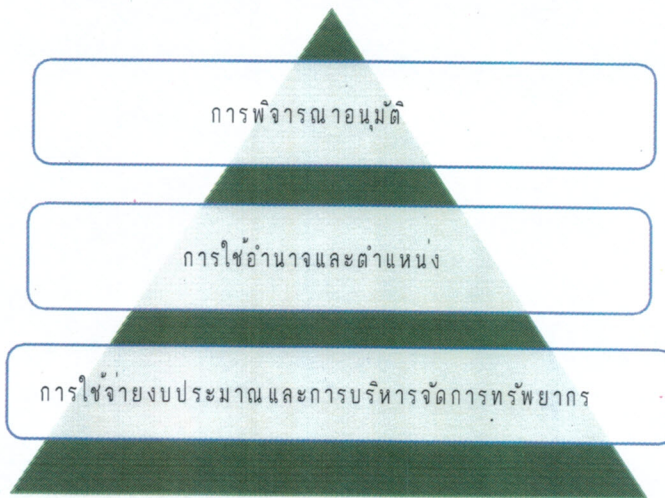 การพิจารณาอนุมัติ
การใช้อำนาจและตำแหน่ง
การใช้จ่ายงบประมาณและการบริหารจัดการทรัพยากร